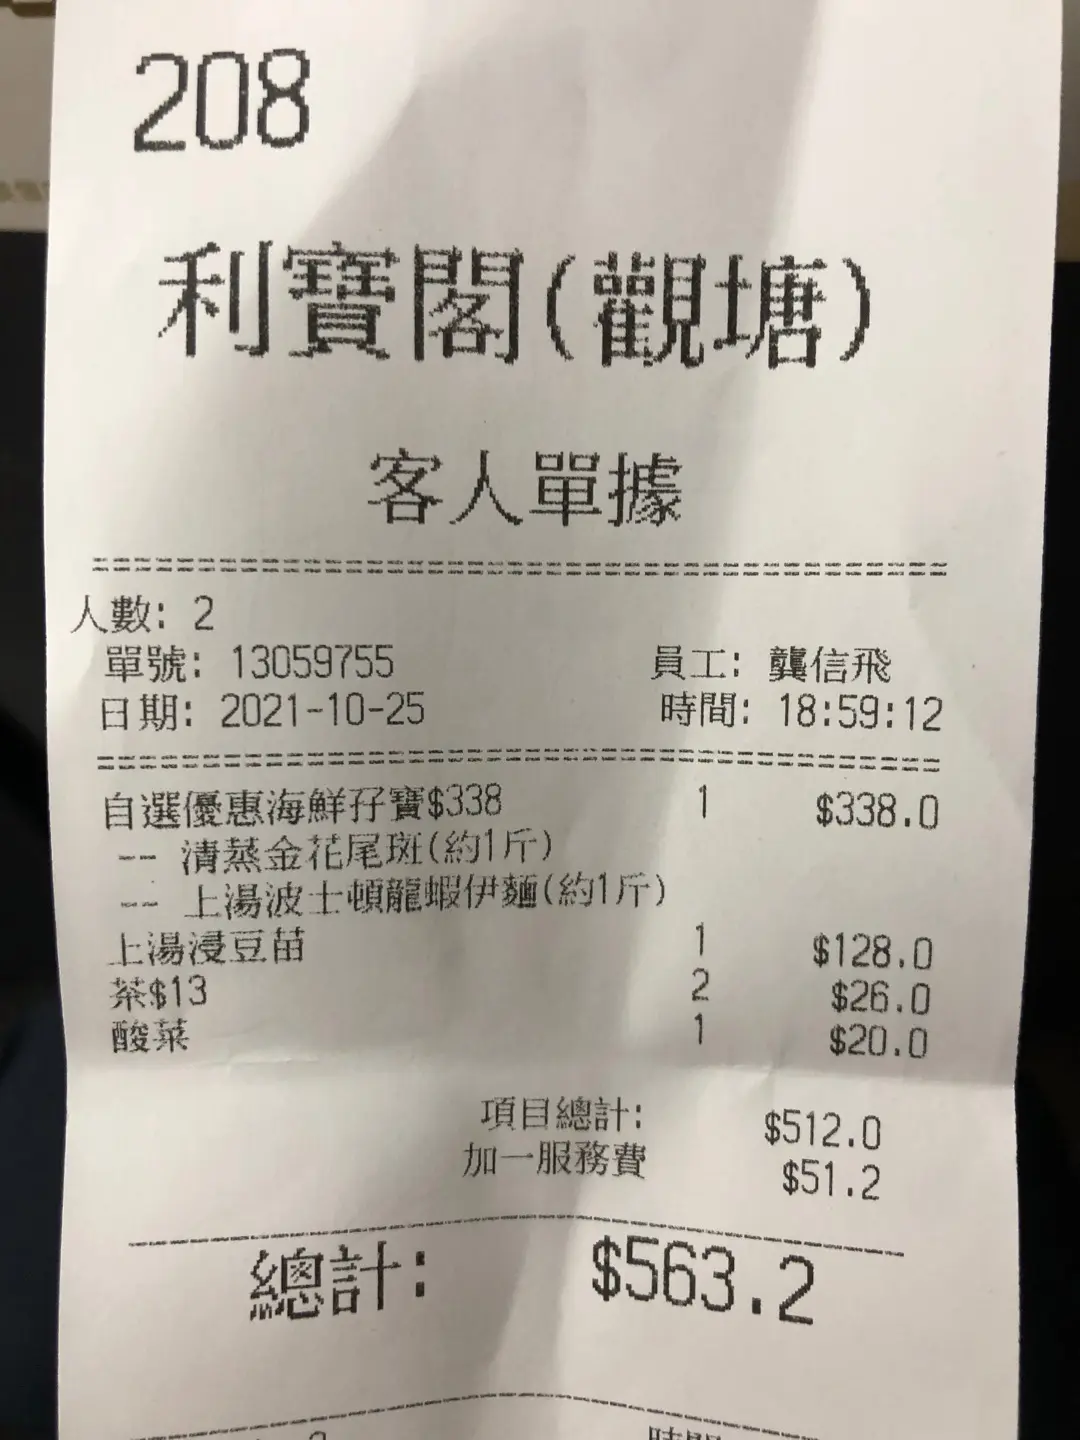 208
利寶閣(觀塘)
客人單據
人數: 2
單號: 13059755 員工: 龔信飛
日期: 2021-10-25 時間: 18:59:12
自選優惠海鮮孖寶$338 1 $338.0
-- 清蒸金花尾斑(約1斤)
-- 上湯波士頓龍蝦伊麵(約1斤)
上湯浸豆苗 1 $128.0
茶$13 2 $26.0
酸菜 1 $20.0
項目總計: $512.0
加一服務費 $51.2
總計: $563.2